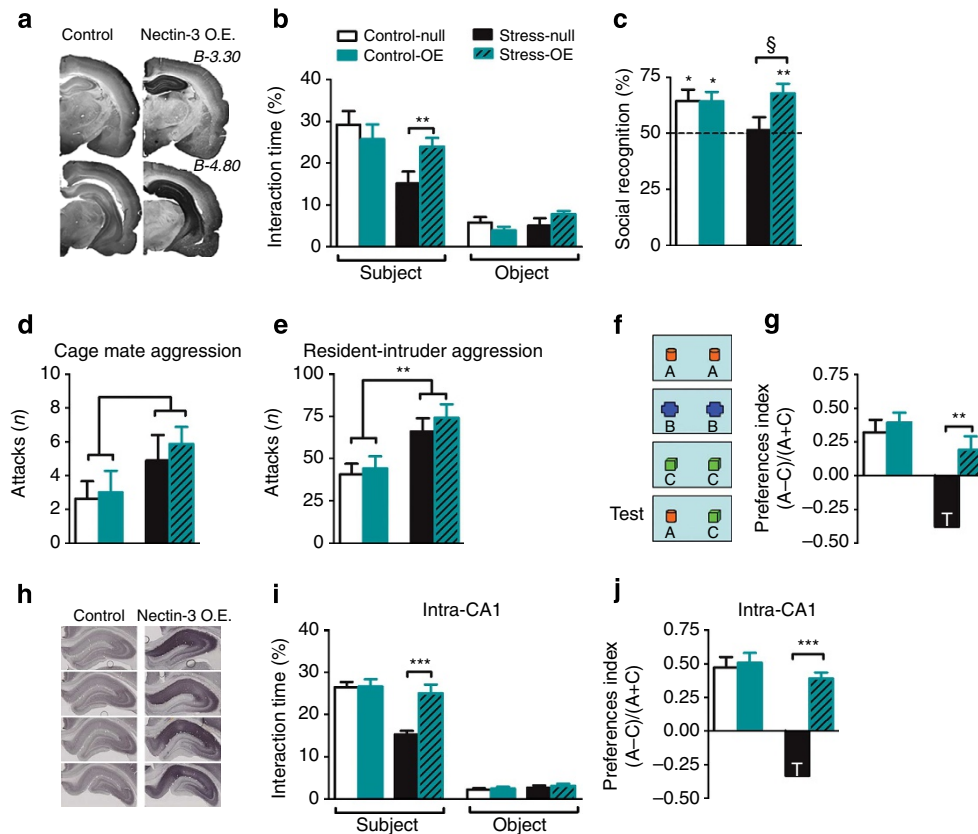 a
Control
Nectin-3 O.E.
B-3.30
B-4.80
b
Control-null
Stress-null
Control-OE
Stress-OE
Interaction time (%)
40
30
20
10
0
**
Subject
Object
c
Social recognition (%)
75
50
25
0
*
*
§
**
d
Cage mate aggression
Attacks (n)
10
8
6
4
2
0
e
Resident-intruder aggression
Attacks (n)
100
75
50
25
0
**
f
A A
B B
C C
Test
A C
g
Preferences index
(A–C)/(A+C)
0.75
0.50
0.25
0.00
–0.25
–0.50
**
h
Control
Nectin-3 O.E.
i
Intra-CA1
Interaction time (%)
40
30
20
10
0
***
Subject
Object
j
Intra-CA1
Preferences index
(A–C)/(A+C)
0.75
0.50
0.25
0.00
–0.25
–0.50
***